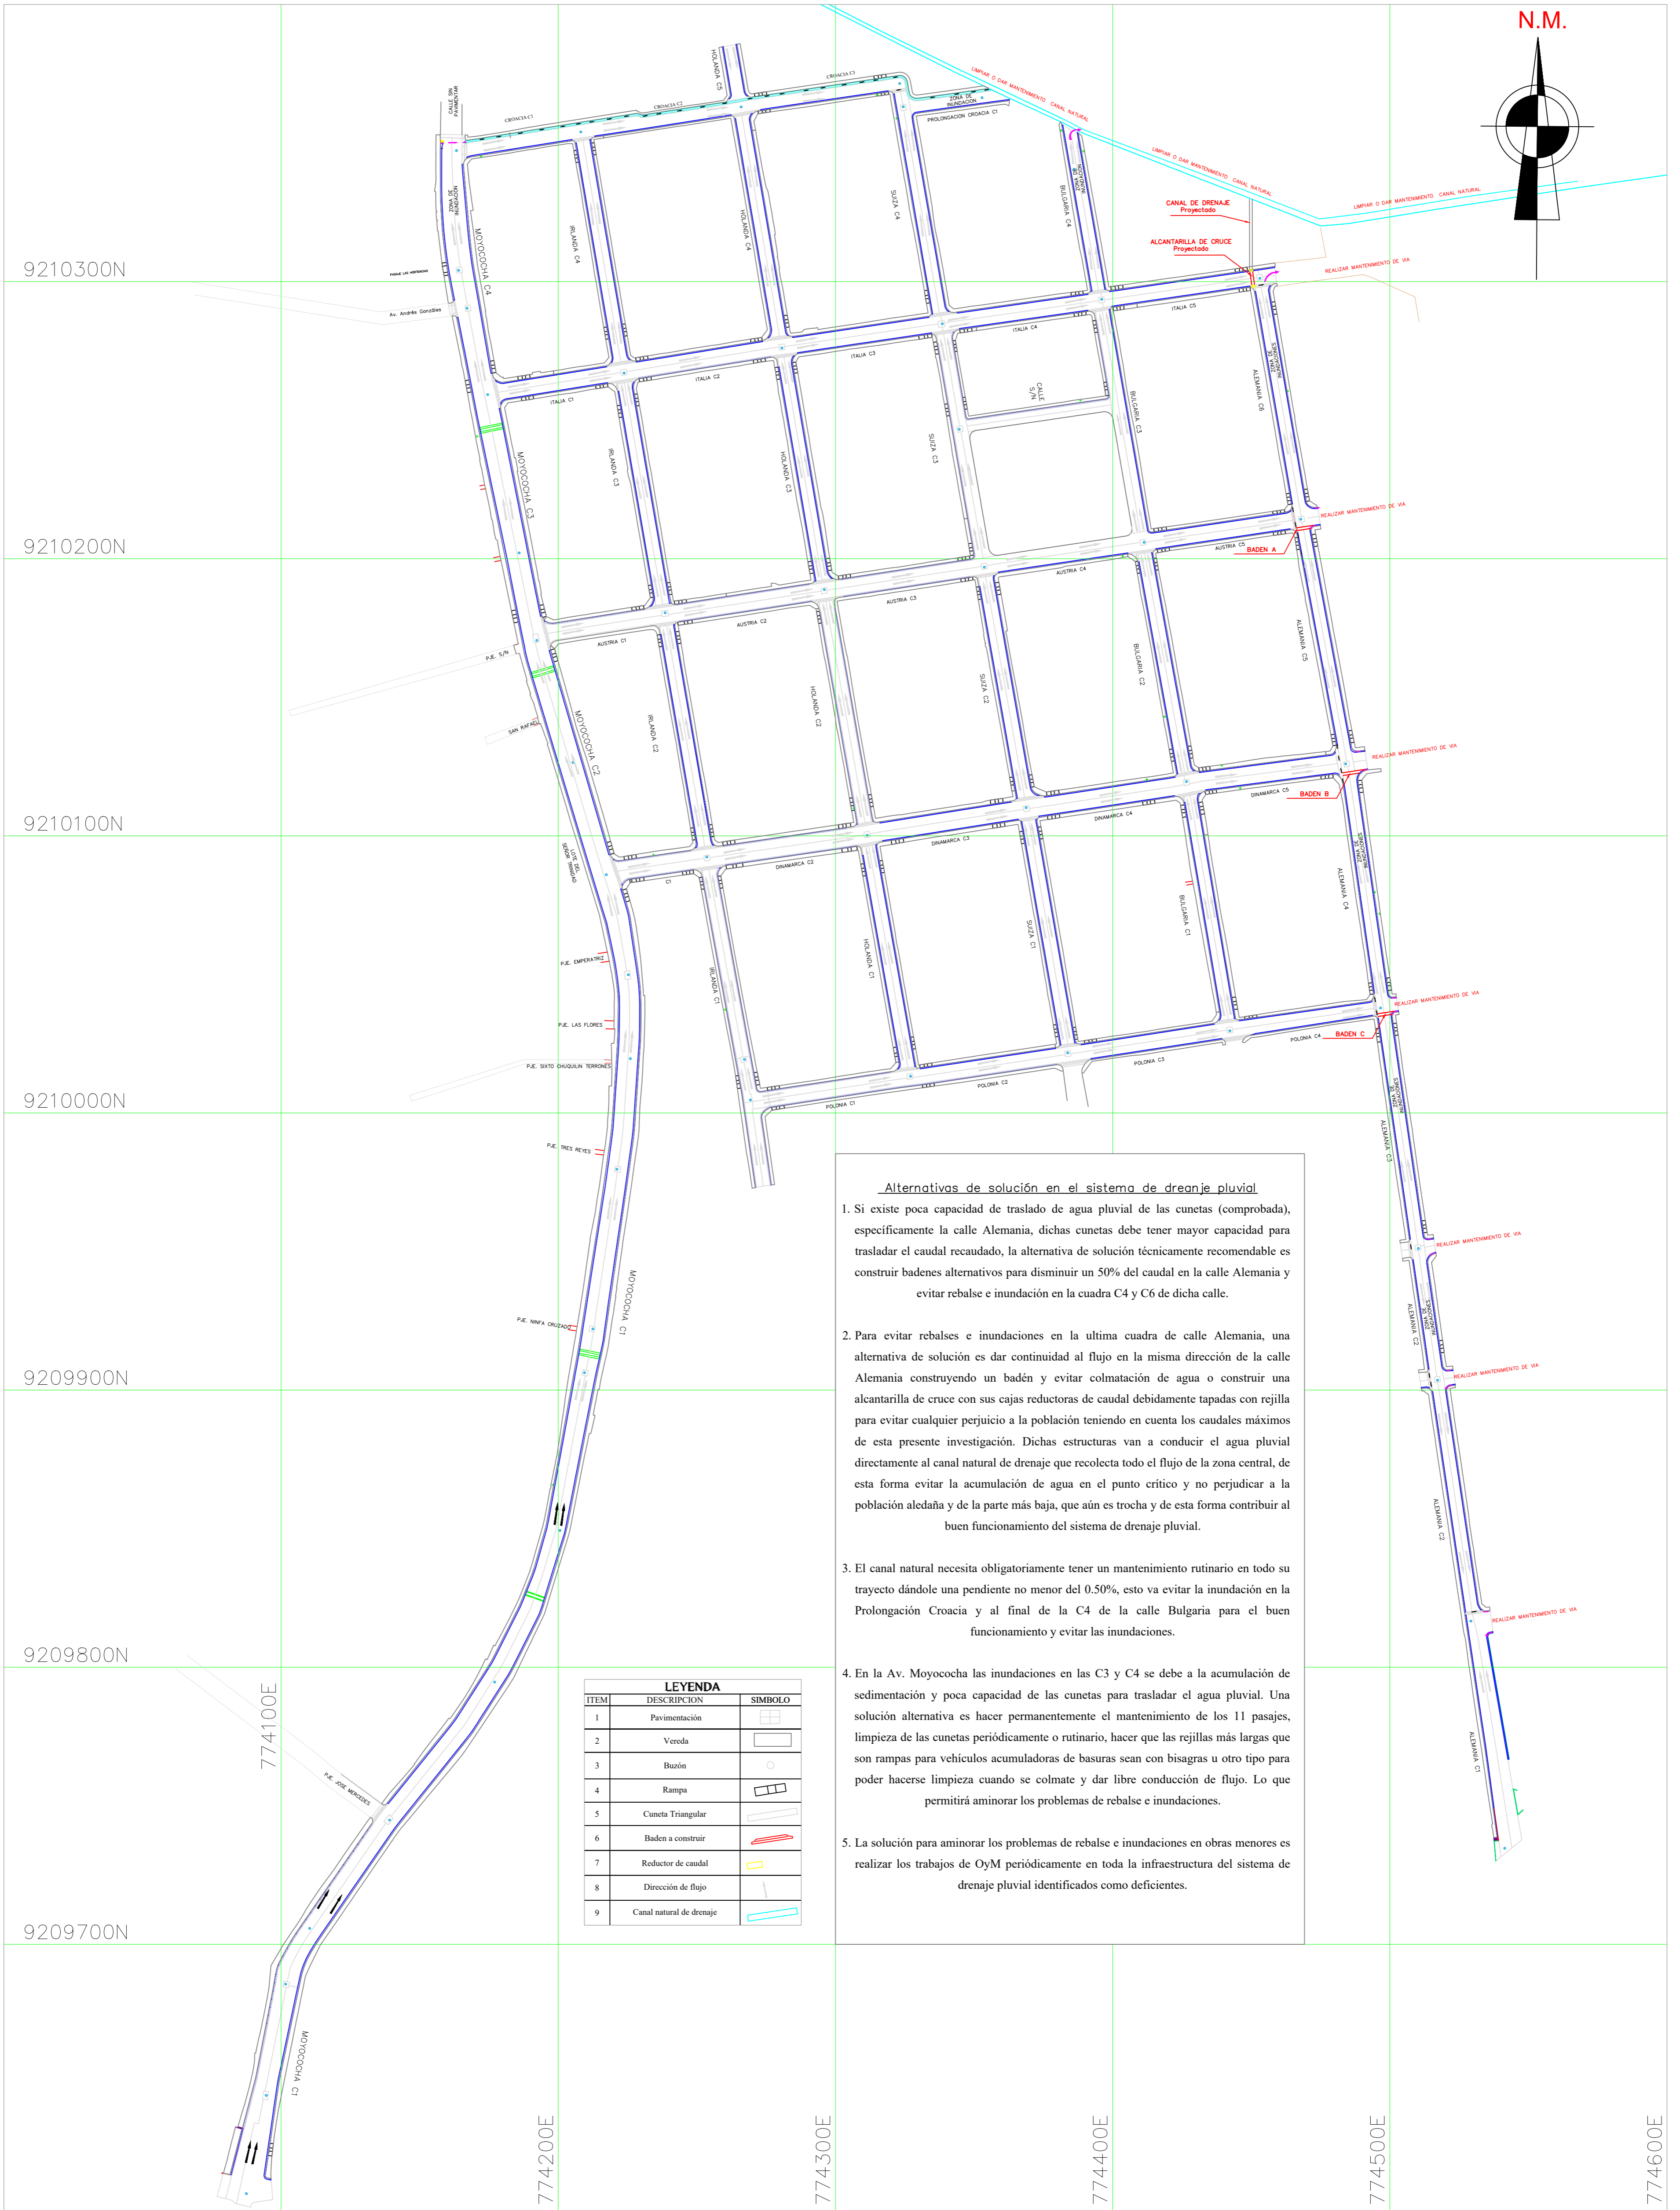 N.M.
HOLANDA C5
CROACIA C3
CROACIA C2
CROACIA C1
CALLE SIN
PAVIMENTAR
LIMPIAR O DAR MANTENIMIENTO CANAL NATURAL
ZONA DE
INUNDACION
PROLONGACION CROACIA C1
LIMPIAR O DAR MANTENIMIENTO CANAL NATURAL
LIMPIAR O DAR MANTENIMIENTO CANAL NATURAL
ZONA DE
INUNDACION
MOYOCOCHA C4
IRLANDA C4
HOLANDA C4
SUIZA C4
BULGARIA C4
ZONA DE
INUNDACION
CANAL DE DRENAJE
Proyectado
ALCANTARILLA DE CRUCE
Proyectado
REALIZAR MANTENIMIENTO DE VIA
9210300N
Av. Andrés Gonzáles
ITALIA C5
ITALIA C4
ITALIA C3
ITALIA C2
ITALIA C1
ZONA DE
INUNDACIONES
ALEMANIA C6
CALLE
S/N
MOYOCOCHA C3
IRLANDA C3
HOLANDA C3
SUIZA C3
BULGARIA C3
REALIZAR MANTENIMIENTO DE VIA
9210200N
BADEN A
AUSTRIA C5
AUSTRIA C4
AUSTRIA C3
AUSTRIA C2
AUSTRIA C1
PJE. S/N
SAN RAFAEL
MOYOCOCHA C2
IRLANDA C2
HOLANDA C2
SUIZA C2
BULGARIA C2
ALEMANIA C5
REALIZAR MANTENIMIENTO DE VIA
BADEN B
9210100N
DINAMARCA C5
DINAMARCA C4
DINAMARCA C3
DINAMARCA C2
C1
LOTE DEL
SEÑOR TRINIDAD
ZONA DE
INUNDACIONES
ALEMANIA C4
PJE. EMPERATRIZ
IRLANDA C1
HOLANDA C1
SUIZA C1
BULGARIA C1
REALIZAR MANTENIMIENTO DE VIA
PJE. LAS FLORES
BADEN C
POLONIA C4
POLONIA C3
POLONIA C2
POLONIA C1
PJE. SIXTO CHUQUILIN TERRONES
9210000N
ZONA DE
INUNDACIONES
ALEMANIA C3
PJE. TRES REYES
REALIZAR MANTENIMIENTO DE VIA
MOYOCOCHA C1
PJE. NINFA CRUZADO
ALEMANIA C2
ZONA DE
INUNDACIONES
REALIZAR MANTENIMIENTO DE VIA
9209900N
ALEMANIA C2
REALIZAR MANTENIMIENTO DE VIA
9209800N
ALEMANIA C1
Alternativas de solución en el sistema de dreanje pluvial
1. Si existe poca capacidad de traslado de agua pluvial de las cunetas (comprobada),
específicamente la calle Alemania, dichas cunetas debe tener mayor capacidad para
trasladar el caudal recaudado, la alternativa de solución técnicamente recomendable es
construir badenes alternativos para disminuir un 50% del caudal en la calle Alemania y
evitar rebalse e inundación en la cuadra C4 y C6 de dicha calle.
2. Para evitar rebalses e inundaciones en la ultima cuadra de calle Alemania, una
alternativa de solución es dar continuidad al flujo en la misma dirección de la calle
Alemania construyendo un badén y evitar colmatación de agua o construir una
alcantarilla de cruce con sus cajas reductoras de caudal debidamente tapadas con rejilla
para evitar cualquier perjuicio a la población teniendo en cuenta los caudales máximos
de esta presente investigación. Dichas estructuras van a conducir el agua pluvial
directamente al canal natural de drenaje que recolecta todo el flujo de la zona central, de
esta forma evitar la acumulación de agua en el punto crítico y no perjudicar a la
población aledaña y de la parte más baja, que aún es trocha y de esta forma contribuir al
buen funcionamiento del sistema de drenaje pluvial.
3. El canal natural necesita obligatoriamente tener un mantenimiento rutinario en todo su
trayecto dándole una pendiente no menor del 0.50%, esto va evitar la inundación en la
Prolongación Croacia y al final de la C4 de la calle Bulgaria para el buen
funcionamiento y evitar las inundaciones.
4. En la Av. Moyococha las inundaciones en las C3 y C4 se debe a la acumulación de
sedimentación y poca capacidad de las cunetas para trasladar el agua pluvial. Una
solución alternativa es hacer permanentemente el mantenimiento de los 11 pasajes,
limpieza de las cunetas periódicamente o rutinario, hacer que las rejillas más largas que
son rampas para vehículos acumuladoras de basuras sean con bisagras u otro tipo para
poder hacerse limpieza cuando se colmate y dar libre conducción de flujo. Lo que
permitirá aminorar los problemas de rebalse e inundaciones.
5. La solución para aminorar los problemas de rebalse e inundaciones en obras menores es
realizar los trabajos de OyM periódicamente en toda la infraestructura del sistema de
drenaje pluvial identificados como deficientes.
LEYENDA
ITEM DESCRIPCION SIMBOLO
1 Pavimentación
2 Vereda
3 Buzón
4 Rampa
5 Cuneta Triangular
6 Baden a construir
7 Reductor de caudal
8 Dirección de flujo
9 Canal natural de drenaje
774100E
PJE. JOSE MERCEDES
9209700N
MOYOCOCHA C1
774200E
774300E
774400E
774500E
774600E